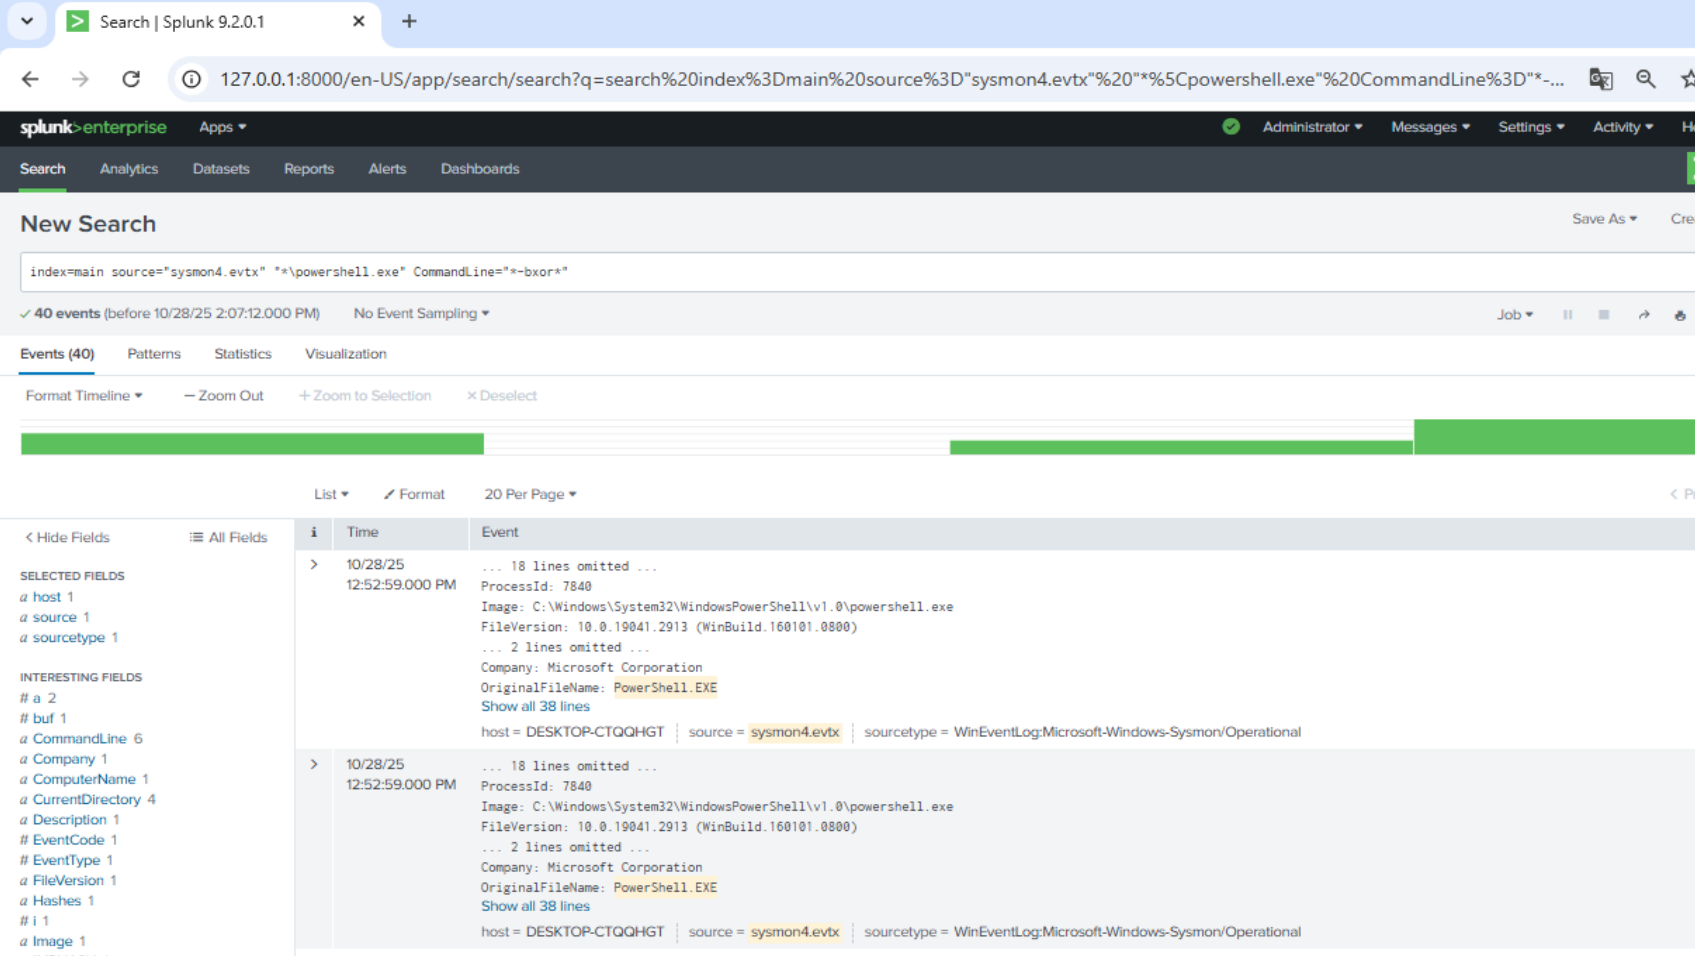 Search | Splunk 9.2.0.1
127.0.0.1:8000/en-US/app/search/search?q=search%20index%3Dmain%20source%3D"sysmon4.evtx"%20"*%5Cpowershell.exe"%20CommandLine%3D"*-...
splunk>enterprise Apps Administrator Messages Settings Activity
Search Analytics Datasets Reports Alerts Dashboards
New Search
Save As
index=main source="sysmon4.evtx" "*\powershell.exe" CommandLine="*-bxor*"
✓ 40 events (before 10/28/25 2:07:12.000 PM) No Event Sampling
Job
Events (40) Patterns Statistics Visualization
Format Timeline — Zoom Out + Zoom to Selection × Deselect
List Format 20 Per Page
< Hide Fields All Fields
i Time Event
SELECTED FIELDS
a host 1
a source 1
a sourcetype 1
INTERESTING FIELDS
# a 2
# buf 1
a CommandLine 6
a Company 1
a ComputerName 1
a CurrentDirectory 4
a Description 1
# EventCode 1
# EventType 1
a FileVersion 1
a Hashes 1
# i 1
a Image 1
> 10/28/25
12:52:59.000 PM
... 18 lines omitted ...
ProcessId: 7840
Image: C:\Windows\System32\WindowsPowerShell\v1.0\powershell.exe
FileVersion: 10.0.19041.2913 (WinBuild.160101.0800)
... 2 lines omitted ...
Company: Microsoft Corporation
OriginalFileName: PowerShell.EXE
Show all 38 lines
host = DESKTOP-CTQQHGT source = sysmon4.evtx sourcetype = WinEventLog:Microsoft-Windows-Sysmon/Operational
> 10/28/25
12:52:59.000 PM
... 18 lines omitted ...
ProcessId: 7840
Image: C:\Windows\System32\WindowsPowerShell\v1.0\powershell.exe
FileVersion: 10.0.19041.2913 (WinBuild.160101.0800)
... 2 lines omitted ...
Company: Microsoft Corporation
OriginalFileName: PowerShell.EXE
Show all 38 lines
host = DESKTOP-CTQQHGT source = sysmon4.evtx sourcetype = WinEventLog:Microsoft-Windows-Sysmon/Operational